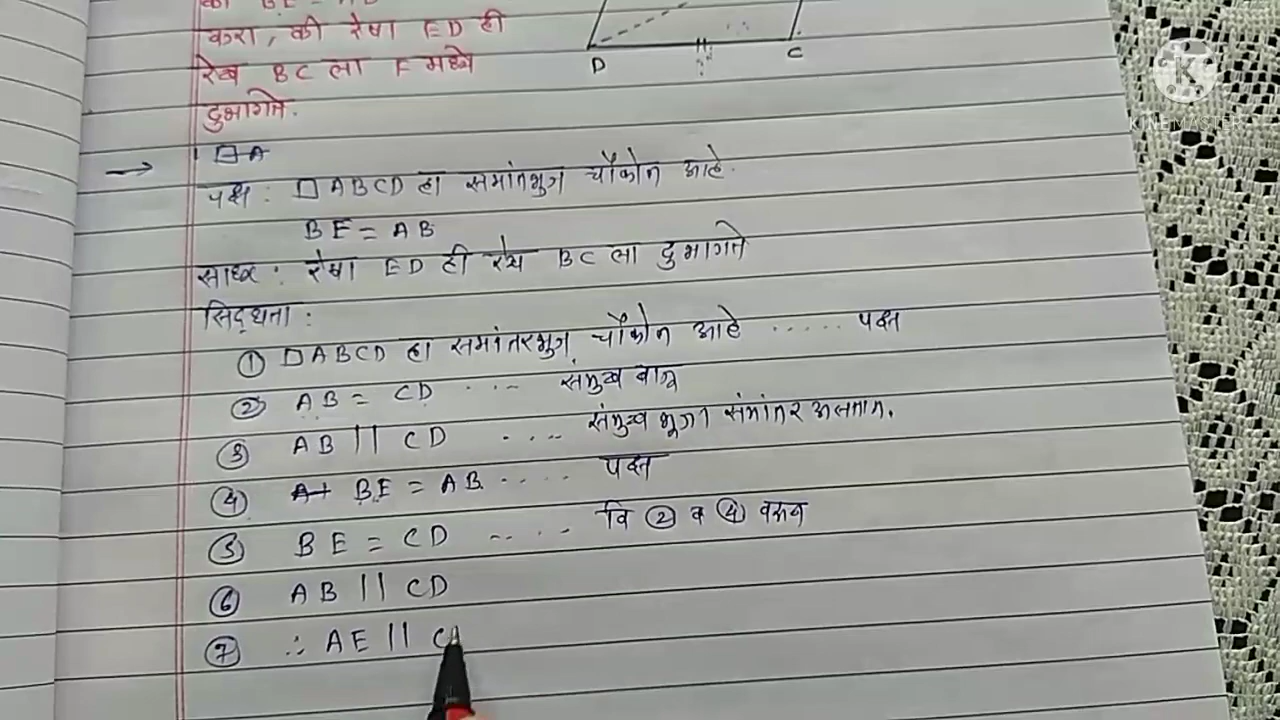 करा, की रेषा ED ही
रेख BC ला F मध्ये
दुभागते.
D
C
□A
पक्ष : □ABCD हा समांतभुज चौकोन आहे.
BE = AB
साध्य : रेषा ED ही रेख BC ला दुभागते
सिद्धता :
① □ABCD हा समांतरभुज चौकोन आहे ..... पक्ष
② AB = CD .... संमुख बाजू
③ AB || CD .... संमुख भूजा संमांतर असतात.
④ BE = AB ..... पक्ष
⑤ BE = CD ..... वि ② व ④ वरून
⑥ AB || CD
⑦ ∴ AE || C
KINEMASTER